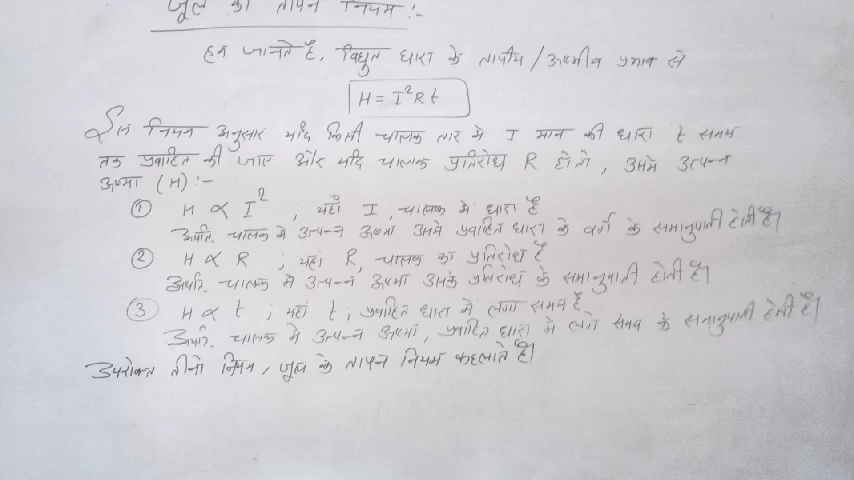 जूल का तापन नियम :-
हम जानते है, विद्युत धारा के तापीय / ऊष्मीय प्रभाव से
H = I²Rt
इस नियम अनुसार यदि किसी चालक तार मे I मान की धारा t समय
तक प्रवाहित की जाए और यदि चालक प्रतिरोध R हो तो, उसमे उत्पन्न
ऊष्मा (H) :-
① H ∝ I² ; यहाँ I, चालक मे धारा है
अर्थात चालक मे उत्पन्न ऊष्मा उसमे प्रवाहित धारा के वर्ग के समानुपाती होती है।
② H ∝ R ; यहां R, चालक का प्रतिरोध है
अर्थात चालक मे उत्पन्न ऊष्मा उसके प्रतिरोध के समानुपाती होती है।
③ H ∝ t ; यहां t, प्रवाहित धारा मे लगा समय है
अर्थात चालक मे उत्पन्न ऊष्मा, प्रवाहित धारा मे लगे समय के समानुपाती होती है।
उपरोक्त तीनो नियम, जूल के तापन नियम कहलाते है।